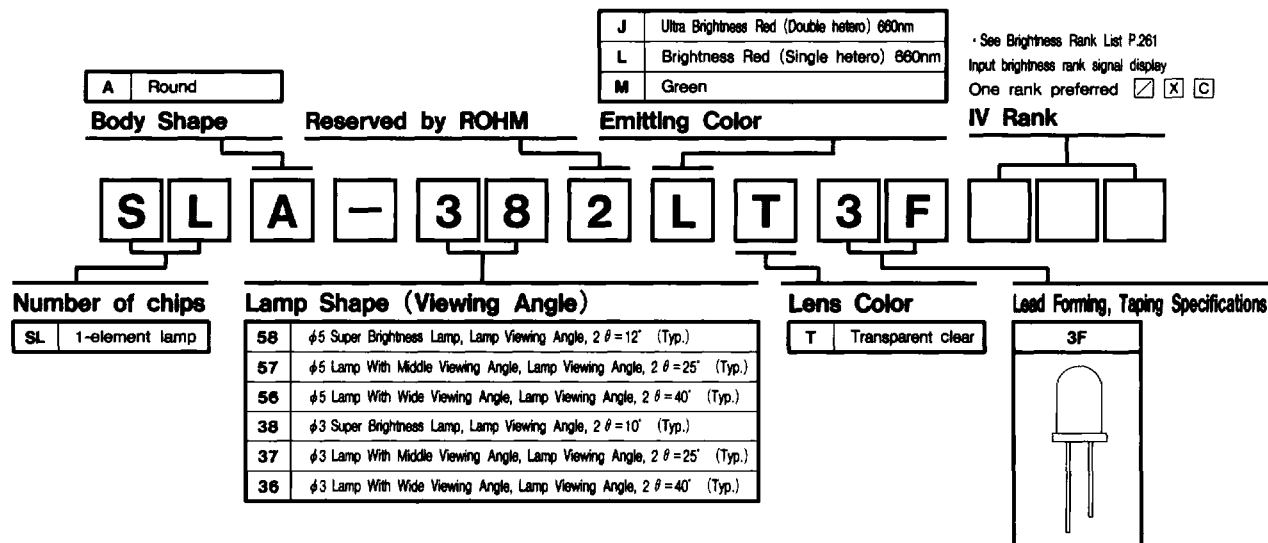 J Ultra Brightness Red (Double hetero) 660nm
L Brightness Red (Single hetero) 660nm
M Green
· See Brightness Rank List P.261
Input brightness rank signal display
One rank preferred ⧄ X C
A Round
Body Shape
Reserved by ROHM
Emitting Color
IV Rank
S L A — 3 8 2 L T 3 F
Number of chips
SL 1-element lamp
Lamp Shape (Viewing Angle)
58 φ5 Super Brightness Lamp, Lamp Viewing Angle, 2 θ = 12° (Typ.)
57 φ5 Lamp With Middle Viewing Angle, Lamp Viewing Angle, 2 θ = 25° (Typ.)
56 φ5 Lamp With Wide Viewing Angle, Lamp Viewing Angle, 2 θ = 40° (Typ.)
38 φ3 Super Brightness Lamp, Lamp Viewing Angle, 2 θ = 10° (Typ.)
37 φ3 Lamp With Middle Viewing Angle, Lamp Viewing Angle, 2 θ = 25° (Typ.)
36 φ3 Lamp With Wide Viewing Angle, Lamp Viewing Angle, 2 θ = 40° (Typ.)
Lens Color
T Transparent clear
Lead Forming, Taping Specifications
3F